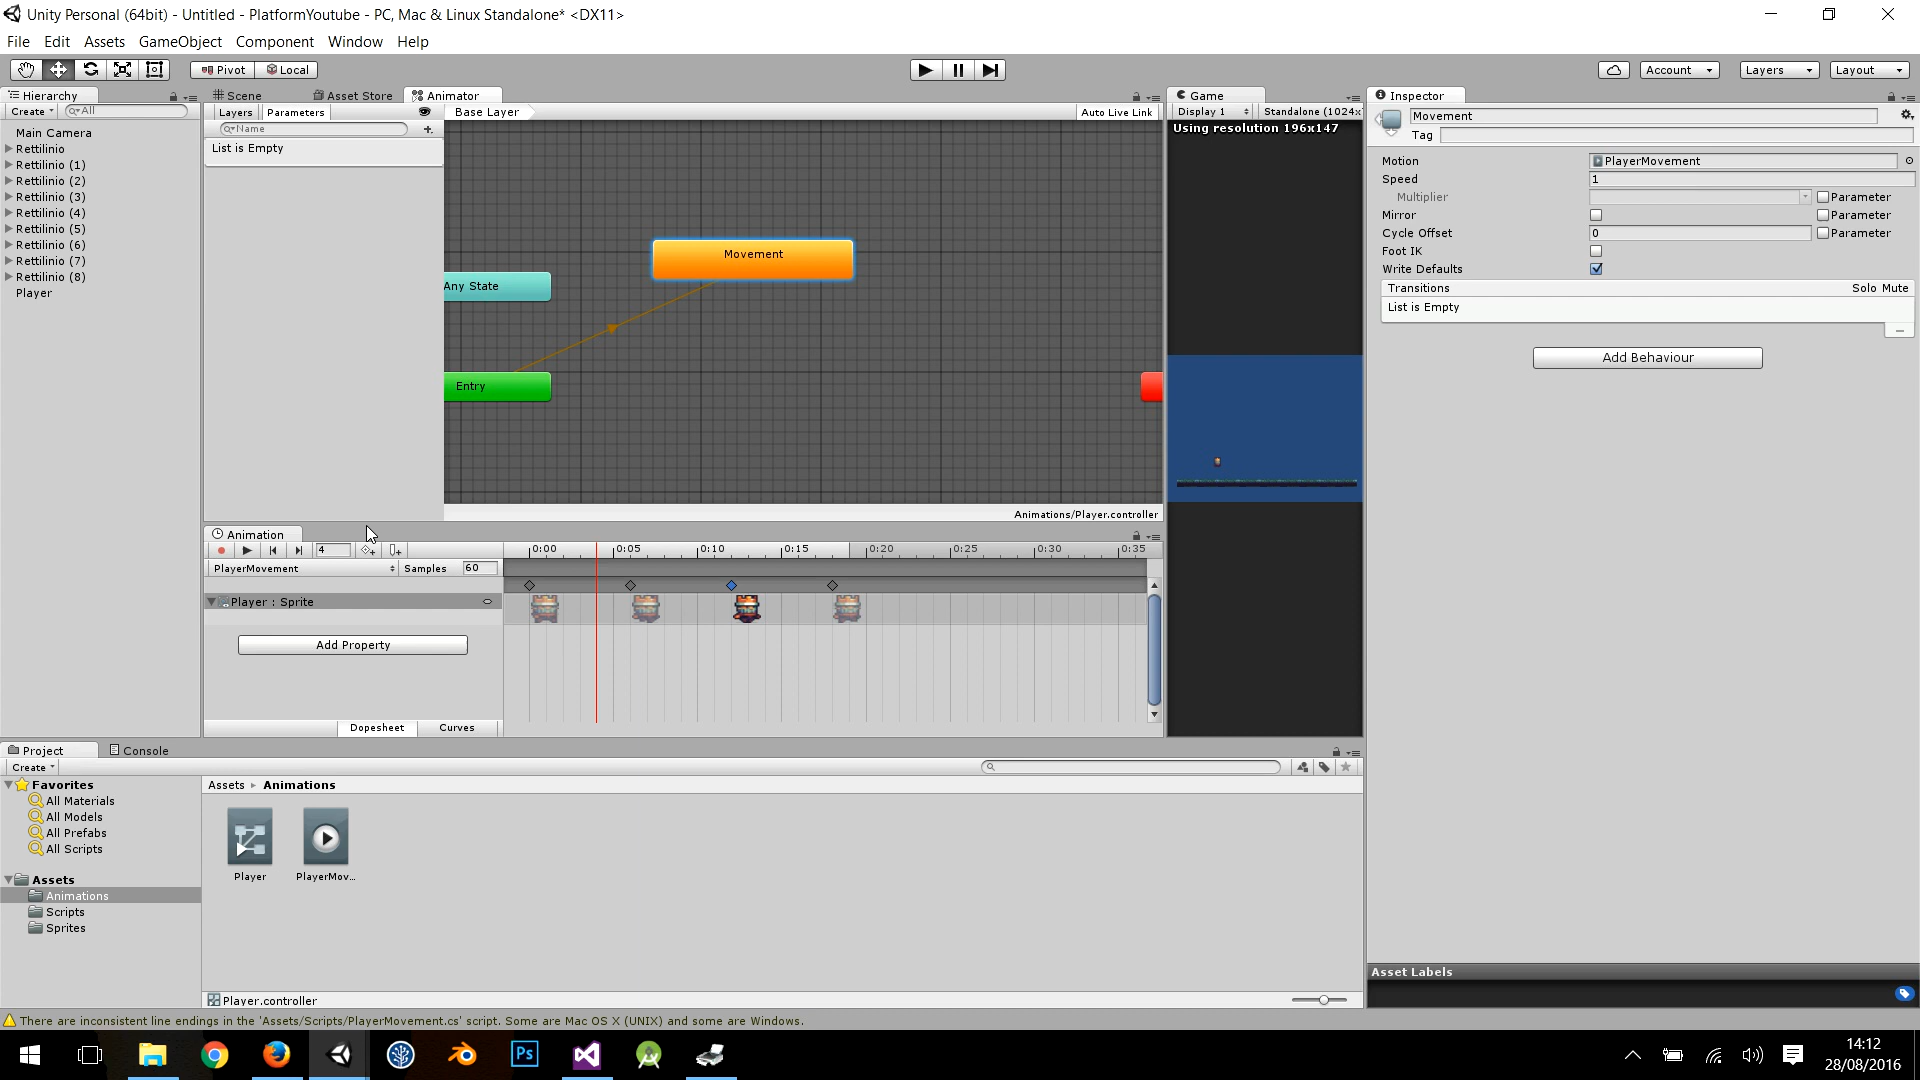 Unity Personal (64bit) - Untitled - PlatformYoutube - PC, Mac & Linux Standalone* <DX11>
File Edit Assets GameObject Component Window Help
Pivot Local Account Layers Layout
Hierarchy
Create All
Main Camera
Rettilinio
Rettilinio (1)
Rettilinio (2)
Rettilinio (3)
Rettilinio (4)
Rettilinio (5)
Rettilinio (6)
Rettilinio (7)
Rettilinio (8)
Player
Scene Asset Store Animator
Layers Parameters Base Layer Auto Live Link
Name
List is Empty
Movement
Any State
Entry
Animations/Player.controller
Game
Display 1 Standalone (1024x
Using resolution 196x147
Inspector
Movement
Tag
Motion PlayerMovement
Speed 1
Multiplier Parameter
Mirror Parameter
Cycle Offset 0 Parameter
Foot IK
Write Defaults
Transitions Solo Mute
List is Empty
Add Behaviour
Asset Labels
Animation
4 0:00 0:05 0:10 0:15 0:20 0:25 0:30 0:35
PlayerMovement Samples 60
Player : Sprite
Add Property
Dopesheet Curves
Project Console
Create
Favorites
All Materials
All Models
All Prefabs
All Scripts
Assets
Animations
Scripts
Sprites
Assets Animations
Player PlayerMov...
Player.controller
There are inconsistent line endings in the 'Assets/Scripts/PlayerMovement.cs' script. Some are Mac OS X (UNIX) and some are Windows.
Ps
14:12
28/08/2016